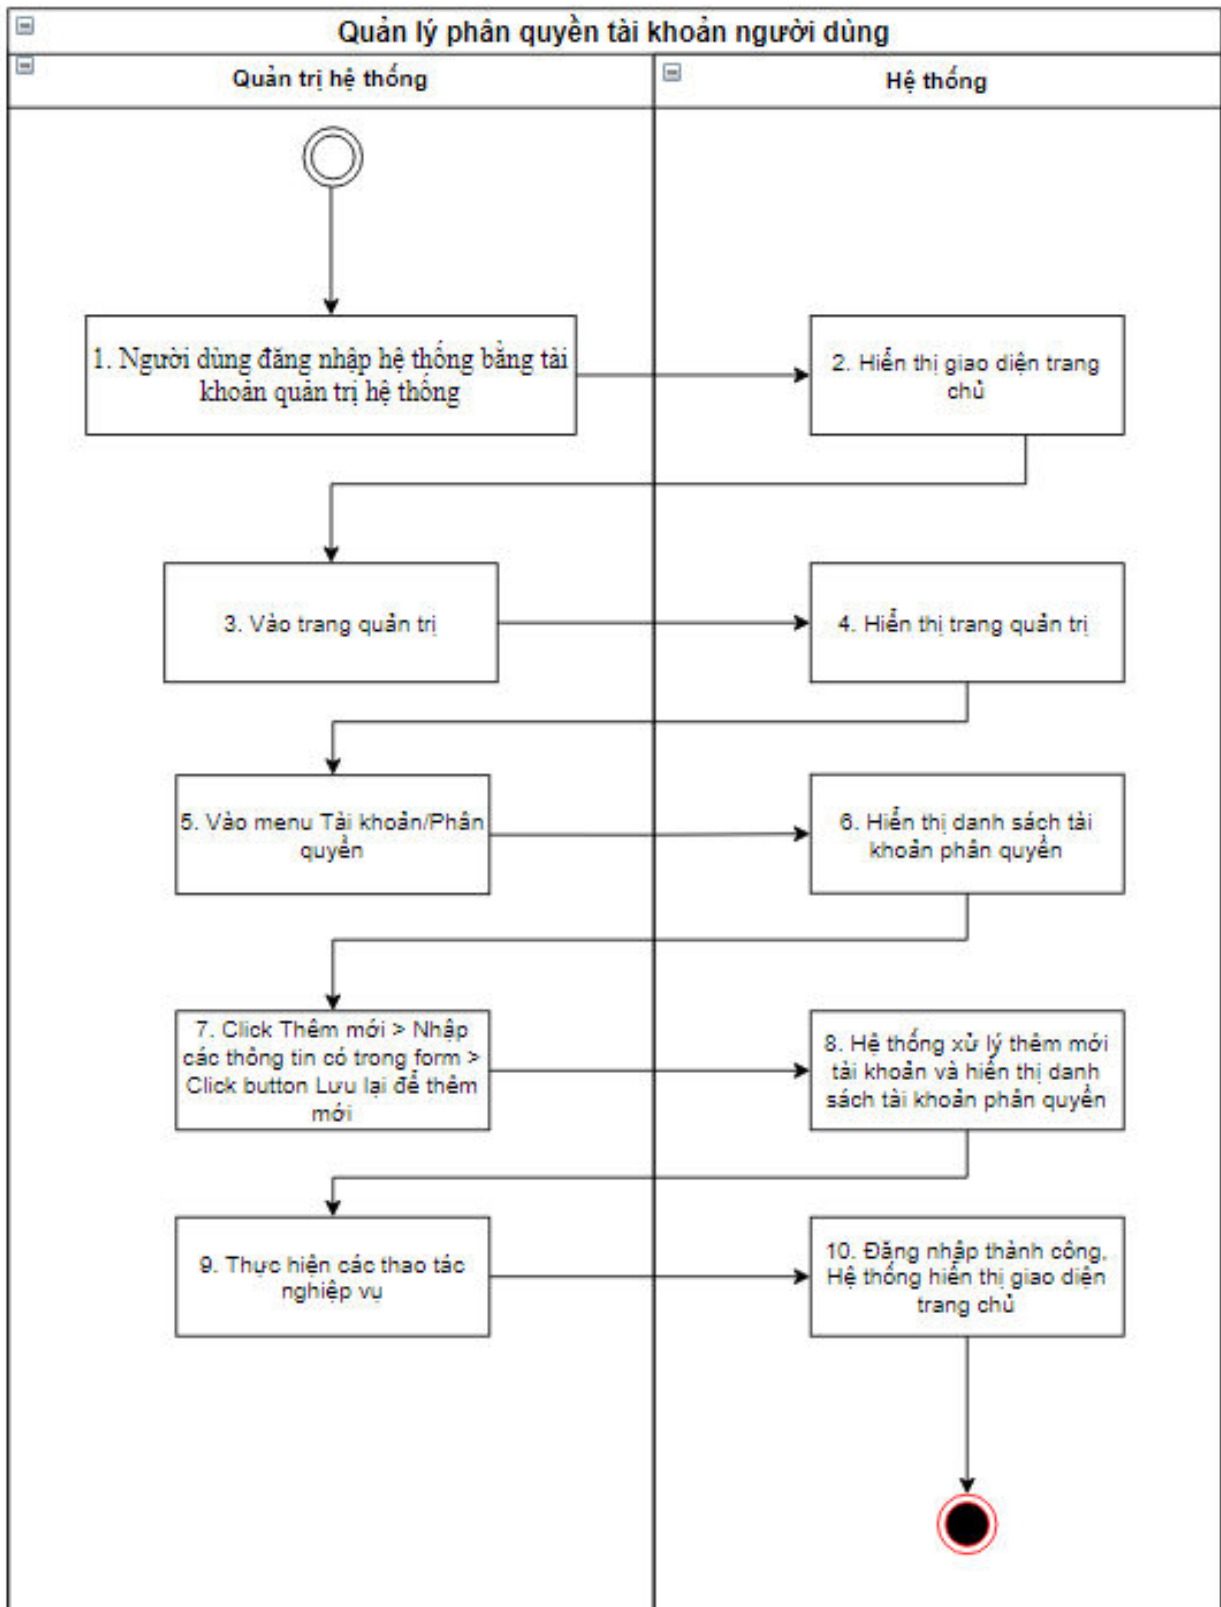 Quản lý phân quyền tài khoản người dùng
Quản trị hệ thống
Hệ thống
1. Người dùng đăng nhập hệ thống bằng tài
khoản quản trị hệ thống
2. Hiển thị giao diện trang
chủ
3. Vào trang quản trị
4. Hiển thị trang quản trị
5. Vào menu Tài khoản/Phân
quyền
6. Hiển thị danh sách tài
khoản phân quyền
7. Click Thêm mới > Nhập
các thông tin có trong form >
Click button Lưu lại để thêm
mới
8. Hệ thống xử lý thêm mới
tài khoản và hiển thị danh
sách tài khoản phân quyền
9. Thực hiện các thao tác
nghiệp vụ
10. Đăng nhập thành công,
Hệ thống hiển thị giao diện
trang chủ